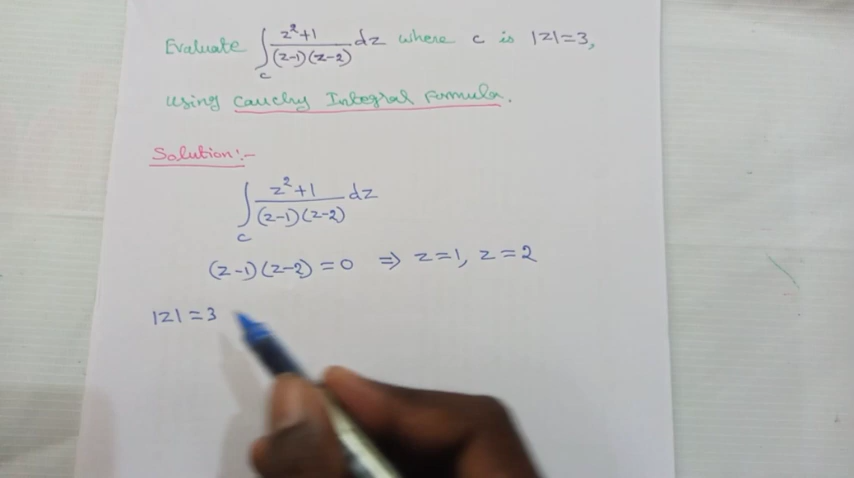 Evaluate ∫_c (z²+1)/((z-1)(z-2)) dz where c is |z|=3,
using Cauchy Integral Formula.
Solution:-
∫_c (z²+1)/((z-1)(z-2)) dz
(z-1)(z-2)=0 ⇒ z=1, z=2
|z|=3